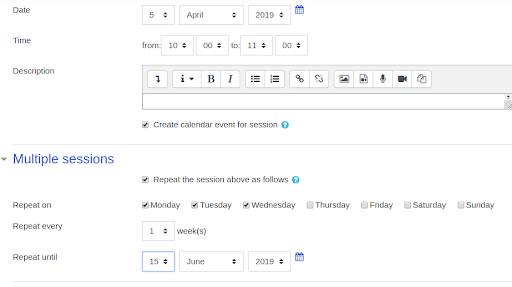 Date 5 April 2019
Time from: 10 00 to: 11 00
Description i B I
Create calendar event for session ?
Multiple sessions
Repeat the session above as follows ?
Repeat on Monday Tuesday Wednesday Thursday Friday Saturday Sunday
Repeat every 1 week(s)
Repeat until 15 June 2019